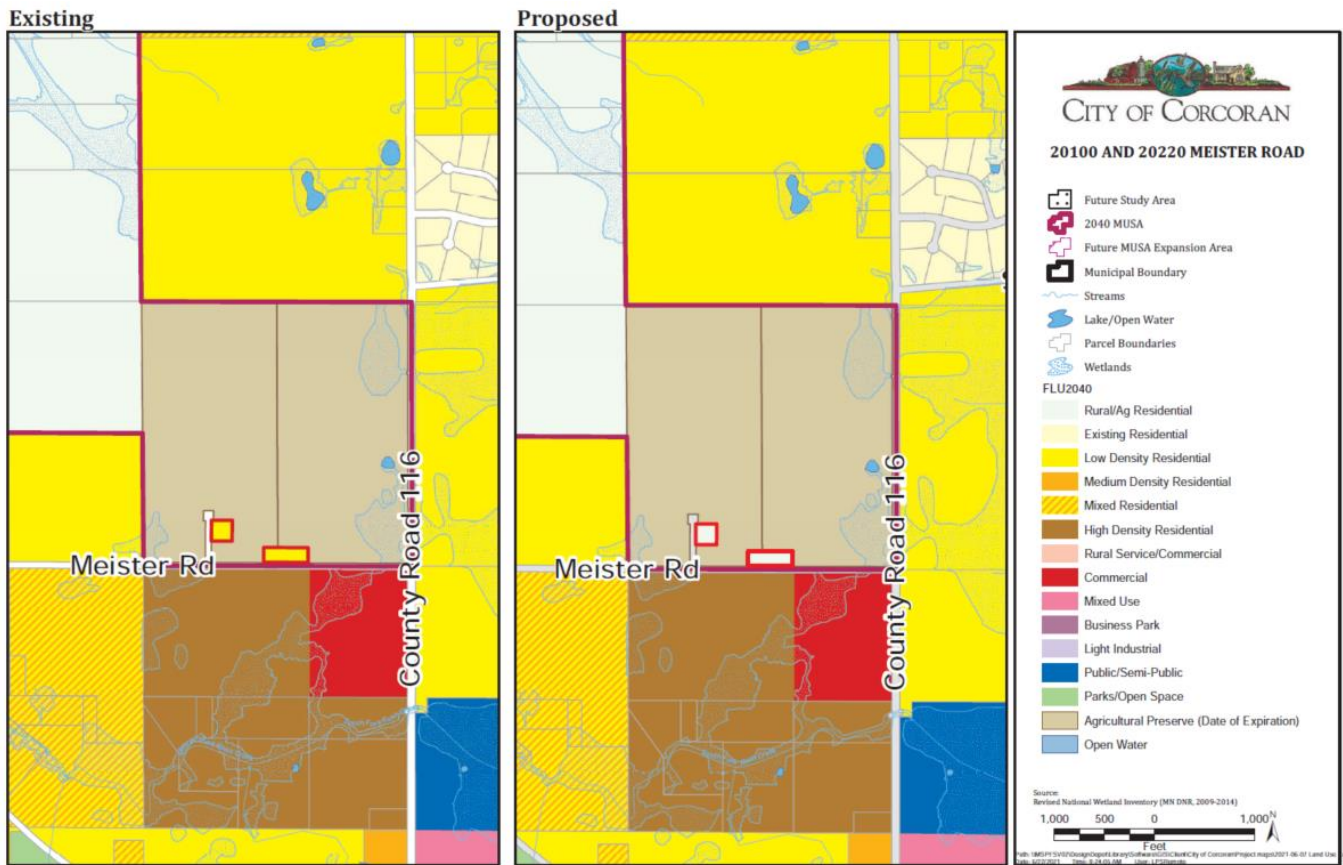 Existing
Proposed
Meister Rd
County Road 116
Meister Rd
County Road 116
CITY OF CORCORAN
20100 AND 20220 MEISTER ROAD
Future Study Area
2040 MUSA
Future MUSA Expansion Area
Municipal Boundary
Streams
Lake/Open Water
Parcel Boundaries
Wetlands
FLU2040
Rural/Ag Residential
Existing Residential
Low Density Residential
Medium Density Residential
Mixed Residential
High Density Residential
Rural Service/Commercial
Commercial
Mixed Use
Business Park
Light Industrial
Public/Semi-Public
Parks/Open Space
Agricultural Preserve (Date of Expiration)
Open Water
Source:
Revised National Wetland Inventory (MN DNR, 2009-2014)
1,000 500 0 1,000
N
Feet